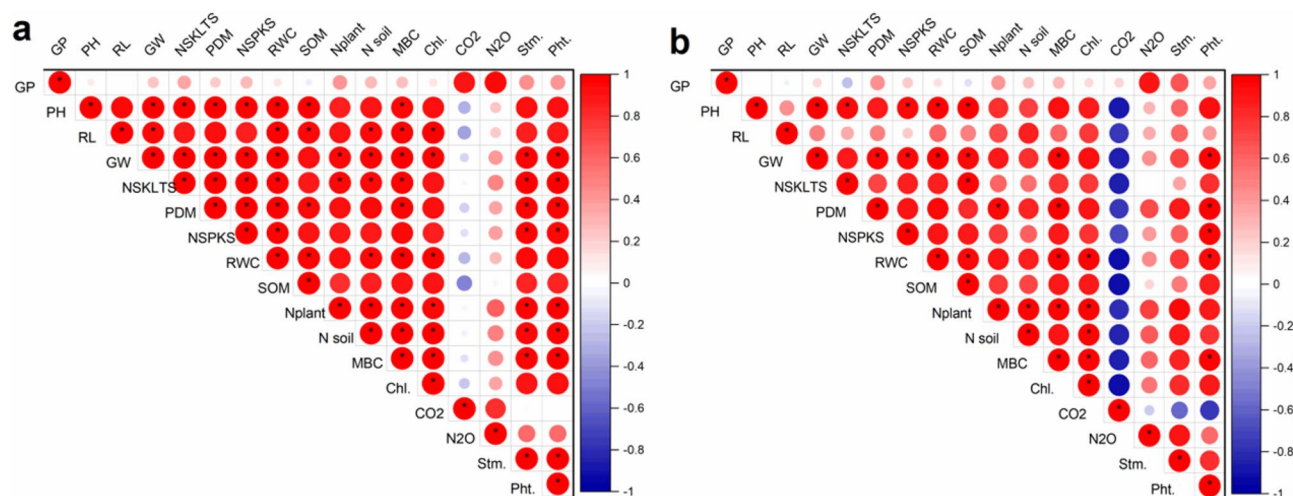 a
GP PH RL GW NSKLTS PDM NSPKS RWC SOM Nplant N soil MBC Chl. CO2 N2O Stm. Pht.
GP
PH
RL
GW
NSKLTS
PDM
NSPKS
RWC
SOM
Nplant
N soil
MBC
Chl.
CO2
N2O
Stm.
Pht.
1
0.8
0.6
0.4
0.2
0
-0.2
-0.4
-0.6
-0.8
-1
b
GP PH RL GW NSKLTS PDM NSPKS RWC SOM Nplant N soil MBC Chl. CO2 N2O Stm. Pht.
GP
PH
RL
GW
NSKLTS
PDM
NSPKS
RWC
SOM
Nplant
N soil
MBC
Chl.
CO2
N2O
Stm.
Pht.
1
0.8
0.6
0.4
0.2
0
-0.2
-0.4
-0.6
-0.8
-1